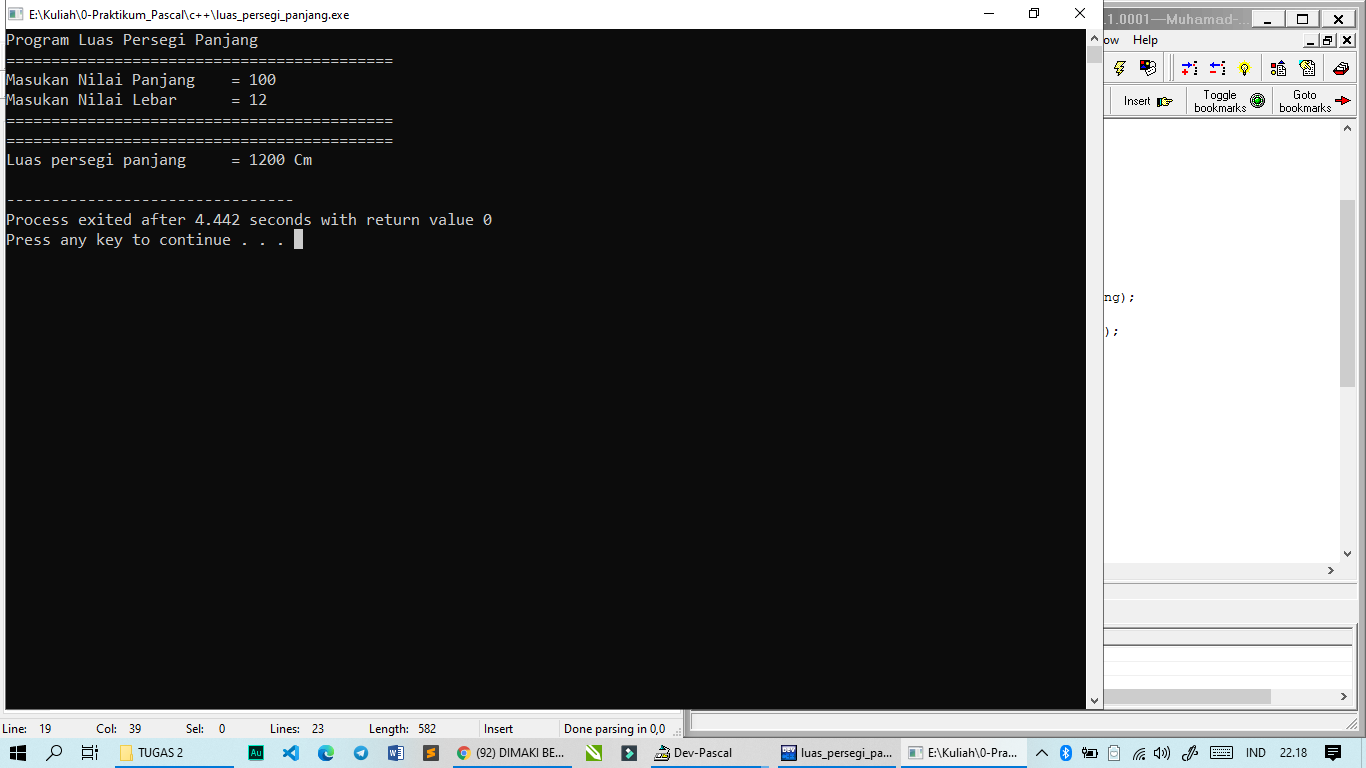 E:\Kuliah\0-Praktikum_Pascal\c++\luas_persegi_panjang.exe
.1.0001—Muhamad-...
Program Luas Persegi Panjang
===========================================
Masukan Nilai Panjang    = 100
Masukan Nilai Lebar      = 12
===========================================
===========================================
Luas persegi panjang     = 1200 Cm
--------------------------------
Process exited after 4.442 seconds with return value 0
Press any key to continue . . .
ow Help
Insert
Toggle bookmarks
Goto bookmarks
ng);
);
Line: 19 Col: 39 Sel: 0 Lines: 23 Length: 582 Insert Done parsing in 0,0
TUGAS 2 Au W S (92) DIMAKI BE... Dev-Pascal DEV luas_persegi_pa... E:\Kuliah\0-Pra... IND 22.18